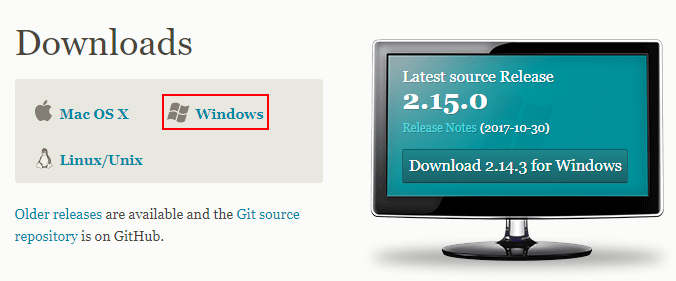 Downloads
Mac OS X
Windows
Linux/Unix
Older releases are available and the Git source
repository is on GitHub.
Latest source Release
2.15.0
Release Notes (2017-10-30)
Download 2.14.3 for Windows